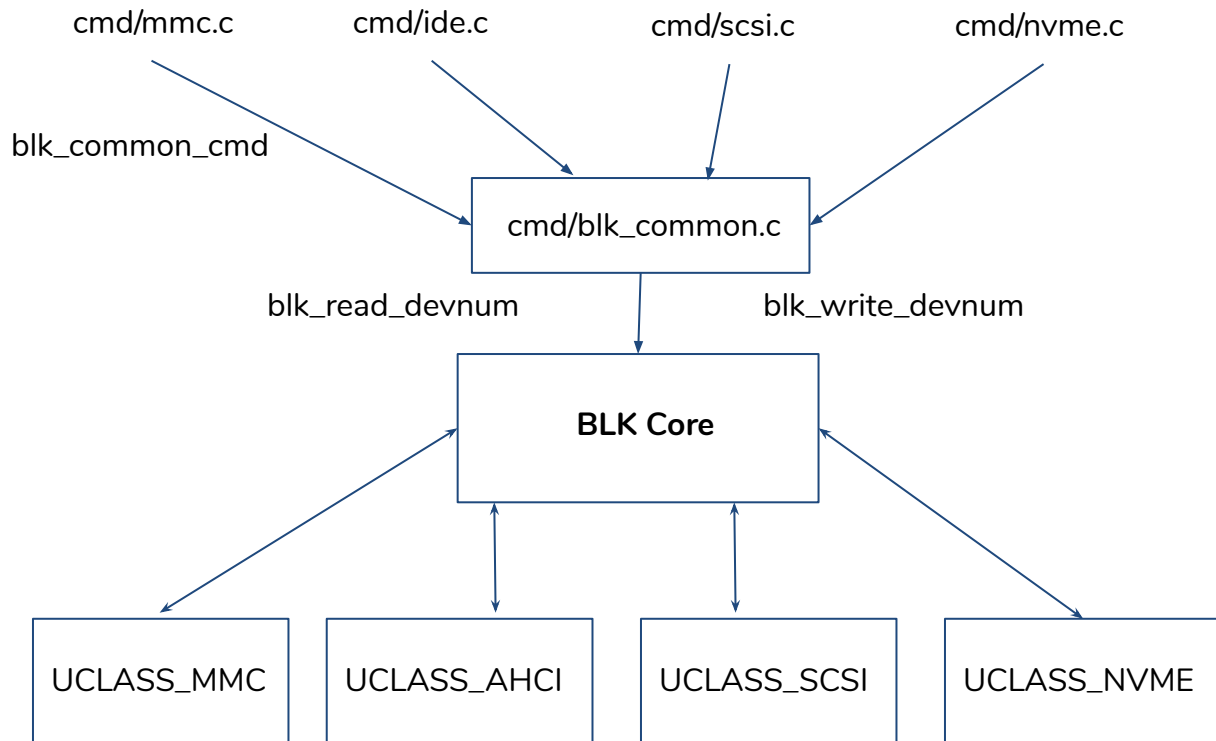 cmd/mmc.c
cmd/ide.c
cmd/scsi.c
cmd/nvme.c
blk_common_cmd
cmd/blk_common.c
blk_read_devnum
blk_write_devnum
BLK Core
UCLASS_MMC
UCLASS_AHCI
UCLASS_SCSI
UCLASS_NVME